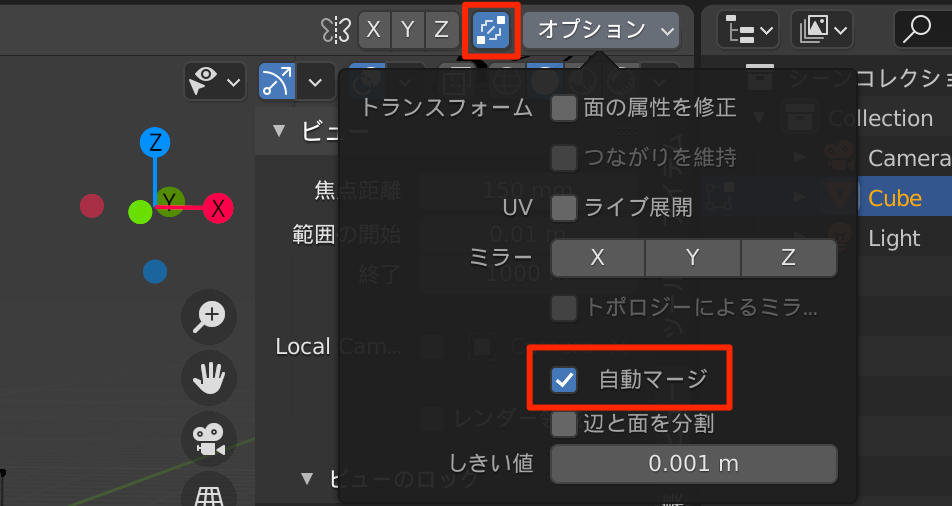 X Y Z オプション
シーンコレクショ
トランスフォーム 面の属性を修正
ビュー
Collection
つながりを維持
Camera
Z
焦点距離 150 mm
UV ライブ展開
Y X
Cube
範囲の開始 0.01 m
ミラー X Y Z
Light
終了 1000
トポロジーによるミラ...
Local Cam...
自動マージ
レンダー
辺と面を分割
しきい値 0.001 m
ビューのロック